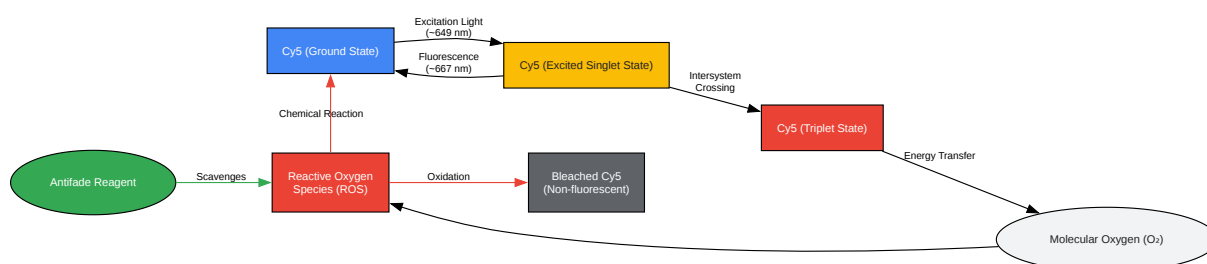 Excitation Light
(~649 nm)
Cy5 (Ground State)
Fluorescence
(~667 nm)
Cy5 (Excited Singlet State)
Intersystem
Crossing
Chemical Reaction
Cy5 (Triplet State)
Energy Transfer
Antifade Reagent
Scavenges
Reactive Oxygen
Species (ROS)
Oxidation
Bleached Cy5
(Non-fluorescent)
Molecular Oxygen (O₂)